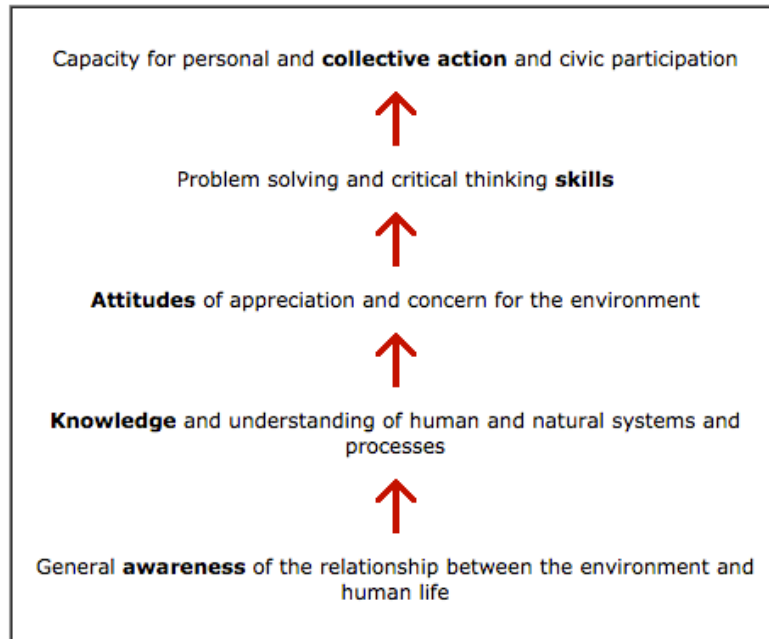 Capacity for personal and collective action and civic participation
Problem solving and critical thinking skills
Attitudes of appreciation and concern for the environment
Knowledge and understanding of human and natural systems and
processes
General awareness of the relationship between the environment and
human life